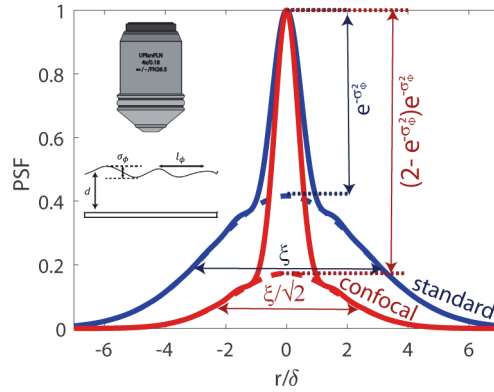 1
0.8
0.6
0.4
0.2
0
PSF
-6
-4
-2
0
2
4
6
r/δ
UPlanFLN
4x/0.10
∞/-/FN26.5
σ_ϕ
l_ϕ
d
e^{-σ_Φ^2}
(2- e^{-σ_Φ^2})e^{-σ_Φ^2}
ξ
ξ/√2
standard
confocal